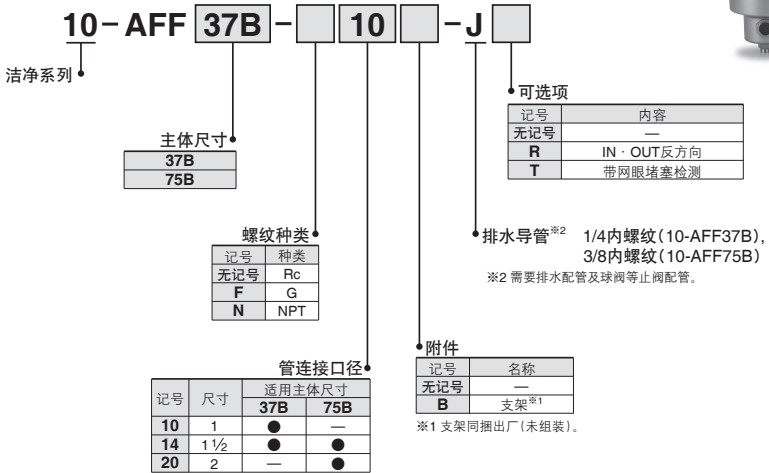 10-AFF 37B - 10 -J
洁净系列
可选项
记号 内容
无记号 —
R IN · OUT反方向
T 带网眼堵塞检测
主体尺寸
37B
75B
排水导管※2 1/4内螺纹(10-AFF37B),
3/8内螺纹(10-AFF75B)
※2 需要排水配管及球阀等止阀配管。
螺纹种类
记号 种类
无记号 Rc
F G
N NPT
附件
记号 名称
无记号 —
B 支架※1
※1 支架同捆出厂(未组装)。
管连接口径
记号 尺寸 适用主体尺寸
37B 75B
10 1 ● —
14 1 1/2 ● ●
20 2 — ●